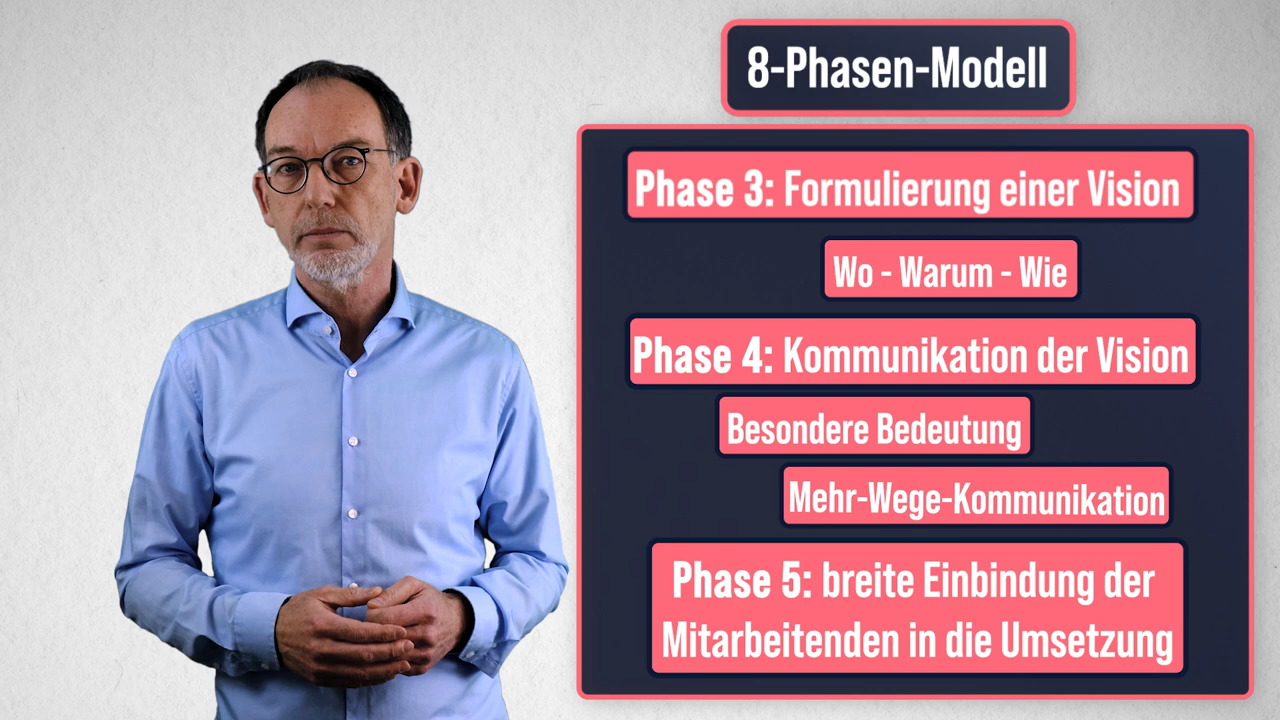 8-Phasen-Modell
Phase 3: Formulierung einer Vision
Wo - Warum - Wie
Phase 4: Kommunikation der Vision
Besondere Bedeutung
Mehr-Wege-Kommunikation
Phase 5: breite Einbindung der
Mitarbeitenden in die Umsetzung